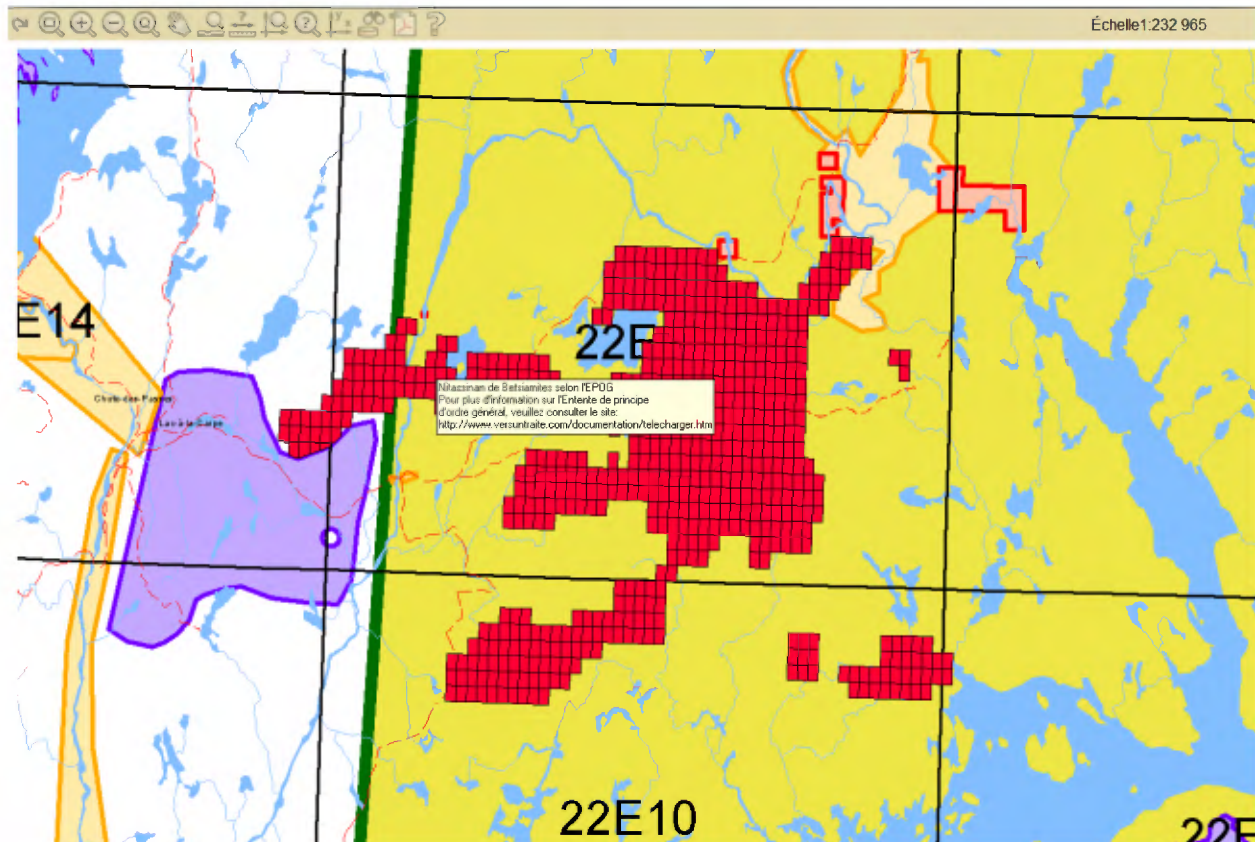 Échelle1:232 965
E14
22E
Nitassinan de Betsiamites selon l'EPOG
Pour plus d'information sur l'Entente de principe
d'ordre général, veuillez consulter le site:
http://www.versuntraite.com/documentation/telecharger.htm
Chute-des-Passes
Lac-à-la-Carpe
22E10
22E